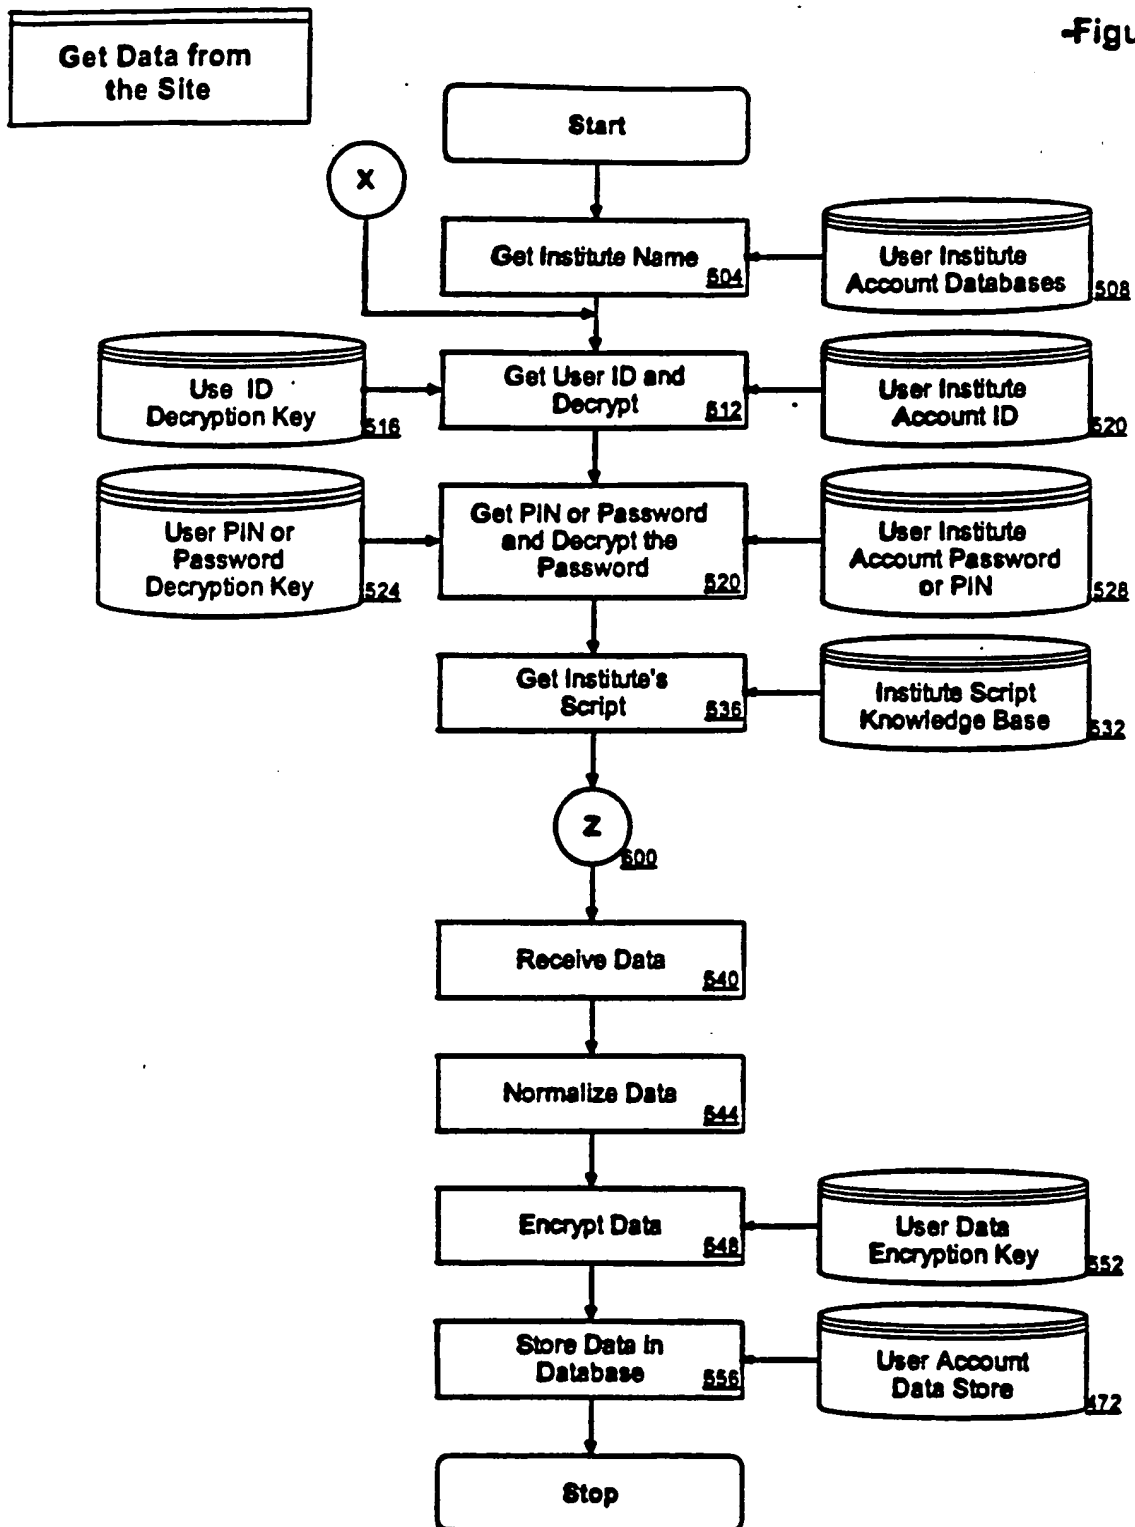 -Figu
Get Data from
the Site
Start
X
Get Institute Name
504
User Institute
Account Databases
508
Use ID
Decryption Key
516
Get User ID and
Decrypt
512
User Institute
Account ID
520
User PIN or
Password
Decryption Key
524
Get PIN or Password
and Decrypt the
Password
520
User Institute
Account Password
or PIN
528
Get Institute's
Script
536
Institute Script
Knowledge Base
532
Z
600
Receive Data
540
Normalize Data
544
Encrypt Data
548
User Data
Encryption Key
552
Store Data in
Database
556
User Account
Data Store
472
Stop